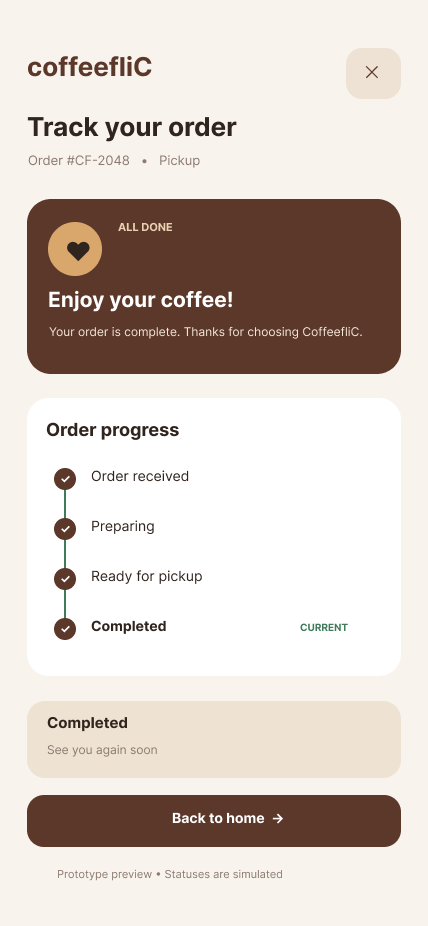 coffeefliC
Track your order
Order #CF-2048 • Pickup
ALL DONE
Enjoy your coffee!
Your order is complete. Thanks for choosing CoffeefliC.
Order progress
Order received
Preparing
Ready for pickup
Completed CURRENT
Completed
See you again soon
Back to home →
Prototype preview • Statuses are simulated